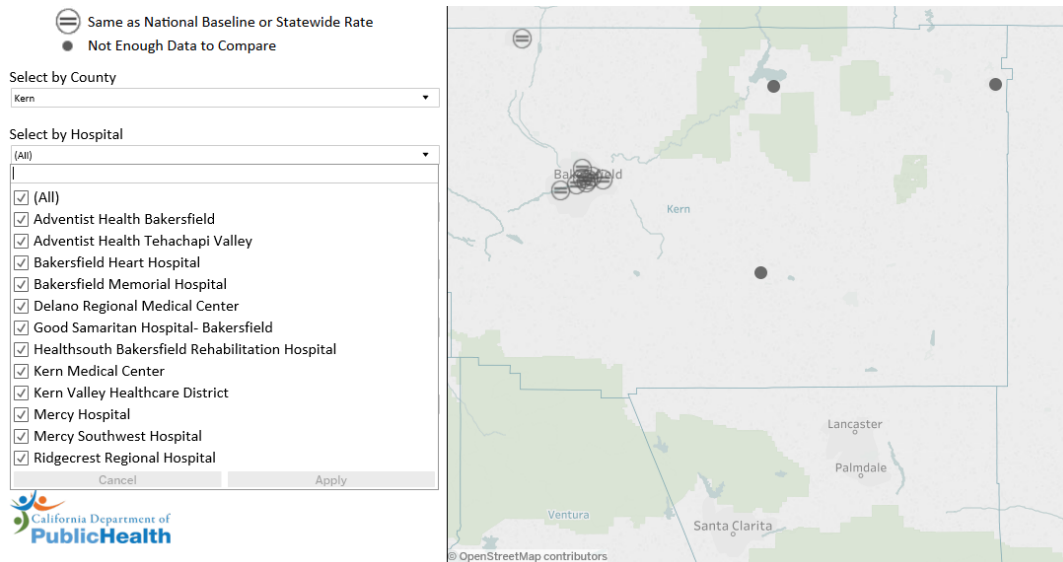 Same as National Baseline or Statewide Rate
Not Enough Data to Compare
Select by County
Kern
Select by Hospital
(All)
(All)
Adventist Health Bakersfield
Adventist Health Tehachapi Valley
Bakersfield Heart Hospital
Bakersfield Memorial Hospital
Delano Regional Medical Center
Good Samaritan Hospital- Bakersfield
Healthsouth Bakersfield Rehabilitation Hospital
Kern Medical Center
Kern Valley Healthcare District
Mercy Hospital
Mercy Southwest Hospital
Ridgecrest Regional Hospital
Cancel Apply
California Department of
PublicHealth
Bakersfield
Kern
Lancaster
Palmdale
Ventura
Santa Clarita
© OpenStreetMap contributors